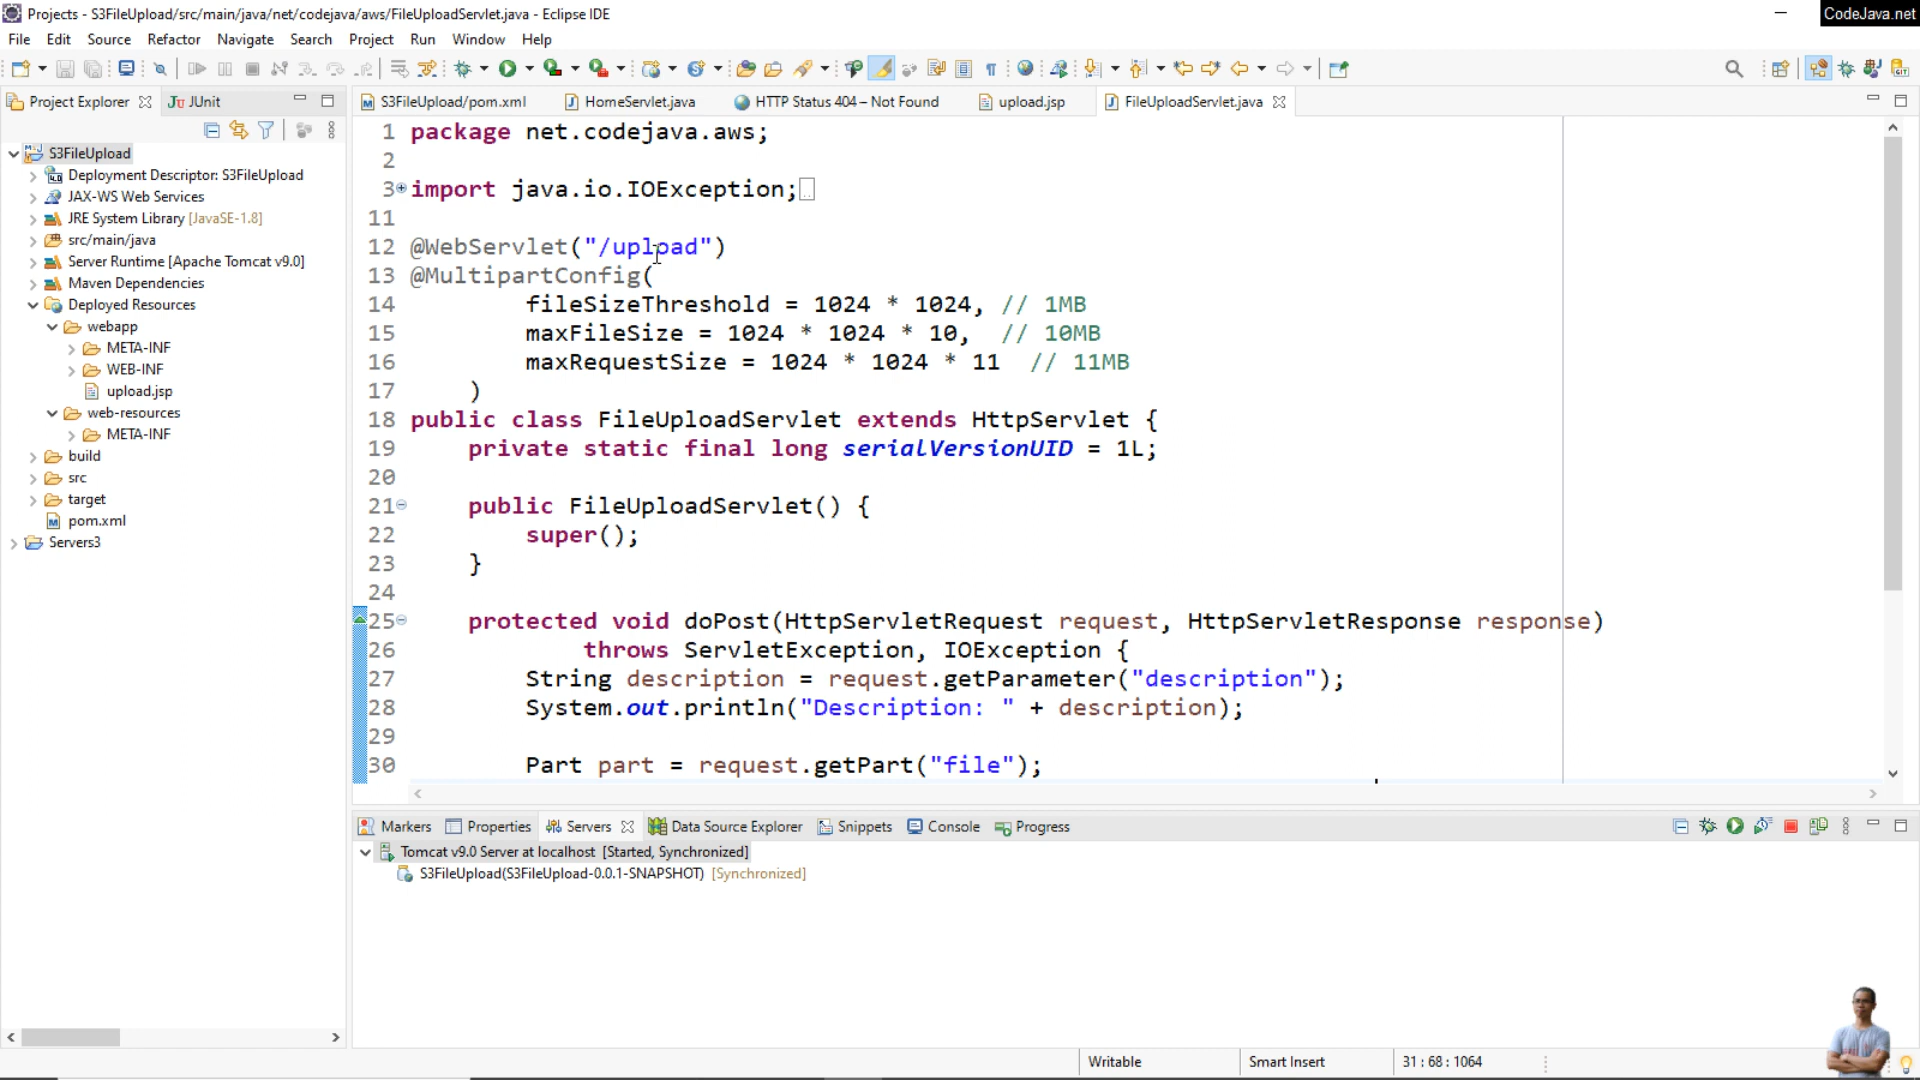 Projects - S3FileUpload/src/main/java/net/codejava/aws/FileUploadServlet.java - Eclipse IDE
CodeJava.net
File Edit Source Refactor Navigate Search Project Run Window Help
Project Explorer JUnit
S3FileUpload/pom.xml HomeServlet.java HTTP Status 404 – Not Found upload.jsp FileUploadServlet.java
S3FileUpload
Deployment Descriptor: S3FileUpload
JAX-WS Web Services
JRE System Library [JavaSE-1.8]
src/main/java
Server Runtime [Apache Tomcat v9.0]
Maven Dependencies
Deployed Resources
webapp
META-INF
WEB-INF
upload.jsp
web-resources
META-INF
build
src
target
pom.xml
Servers3
1 package net.codejava.aws;
2
3 import java.io.IOException;
11
12 @WebServlet("/upload")
13 @MultipartConfig(
14 fileSizeThreshold = 1024 * 1024, // 1MB
15 maxFileSize = 1024 * 1024 * 10, // 10MB
16 maxRequestSize = 1024 * 1024 * 11 // 11MB
17 )
18 public class FileUploadServlet extends HttpServlet {
19 private static final long serialVersionUID = 1L;
20
21 public FileUploadServlet() {
22 super();
23 }
24
25 protected void doPost(HttpServletRequest request, HttpServletResponse response)
26 throws ServletException, IOException {
27 String description = request.getParameter("description");
28 System.out.println("Description: " + description);
29
30 Part part = request.getPart("file");
Markers Properties Servers Data Source Explorer Snippets Console Progress
Tomcat v9.0 Server at localhost [Started, Synchronized]
S3FileUpload(S3FileUpload-0.0.1-SNAPSHOT) [Synchronized]
Writable Smart Insert 31 : 68 : 1064